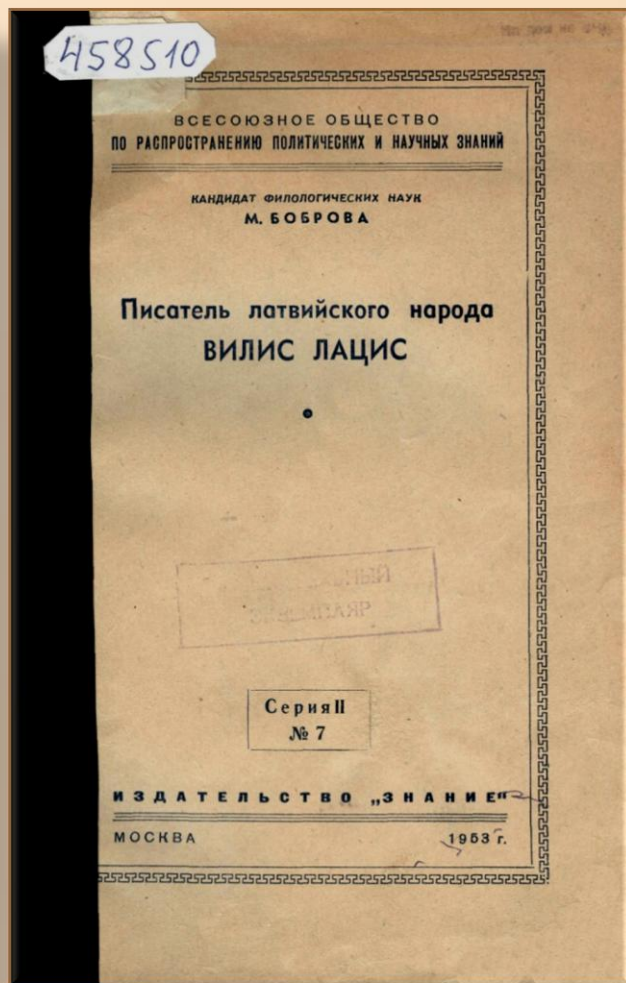 458510
ВСЕСОЮЗНОЕ ОБЩЕСТВО
ПО РАСПРОСТРАНЕНИЮ ПОЛИТИЧЕСКИХ И НАУЧНЫХ ЗНАНИЙ
КАНДИДАТ ФИЛОЛОГИЧЕСКИХ НАУК
М. БОБРОВА
Писатель латвийского народа
ВИЛИС ЛАЦИС
Серия II
№ 7
ИЗДАТЕЛЬСТВО „ЗНАНИЕ"
МОСКВА 1953 г.